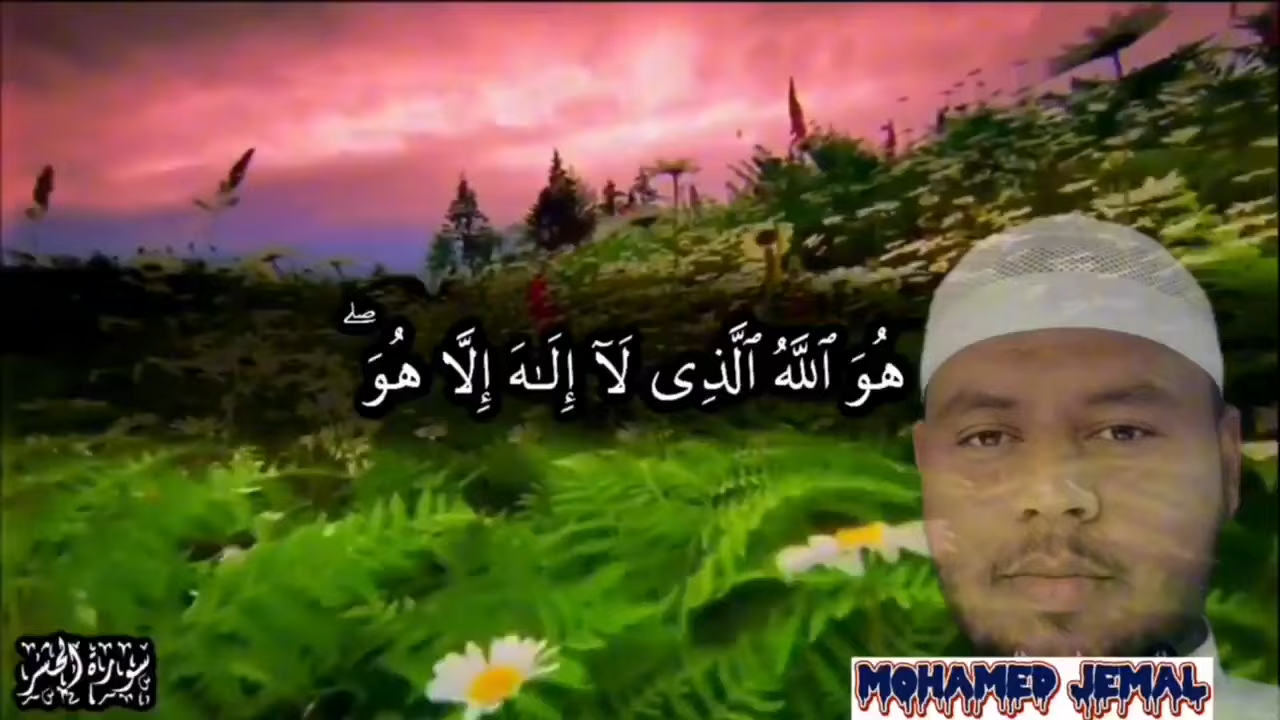 هُوَ ٱللَّهُ ٱلَّذِى لَآ إِلَـٰهَ إِلَّا هُوَ ۖ
سورة الحشر
MOHAMED JEMAL